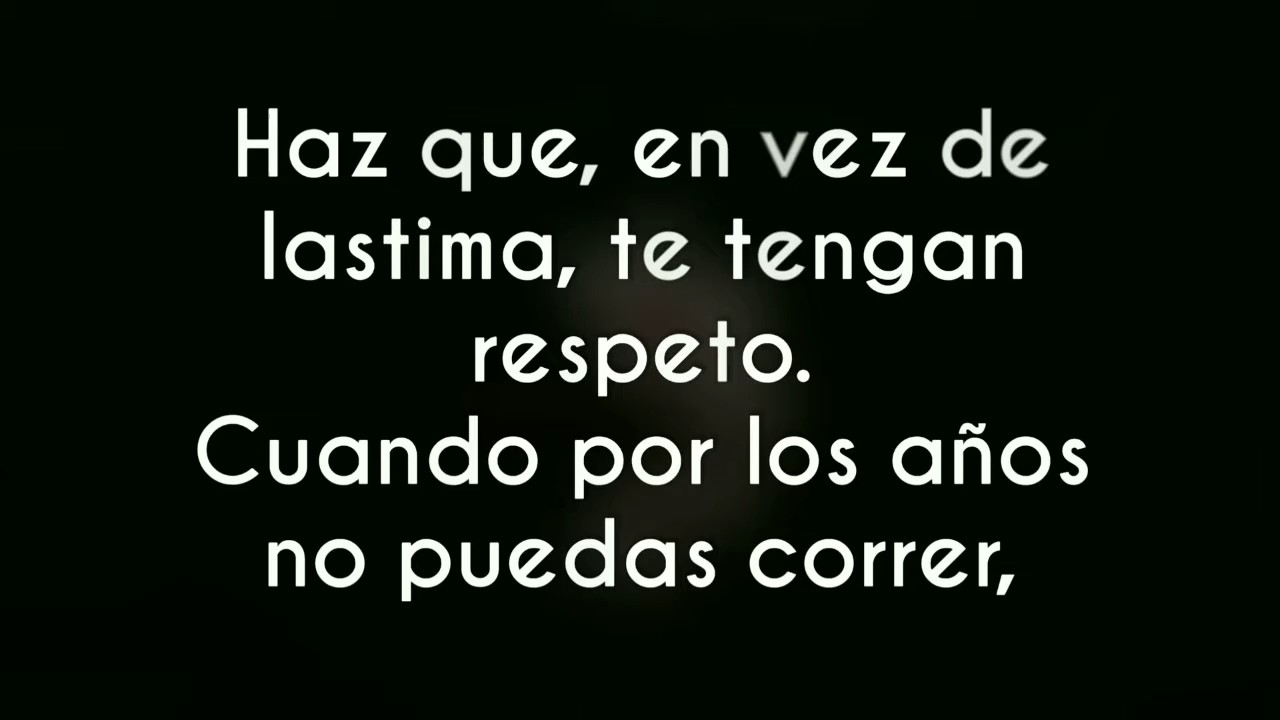 Haz que, en vez de
lastima, te tengan
respeto.
Cuando por los años
no puedas correr,